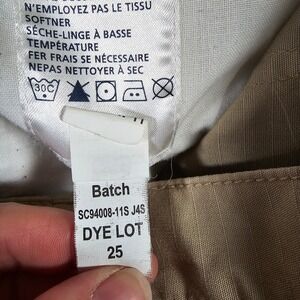 N'EMPLOYEZ PAS LE TISSU
SOFTNER
SÈCHE-LINGE À BASSE
TEMPÉRATURE
FER FRAIS SE NÉCESSAIRE
NEPAS NETTOYER À SEC
30C
Batch
SC94008-11S J4S
DYE LOT
25